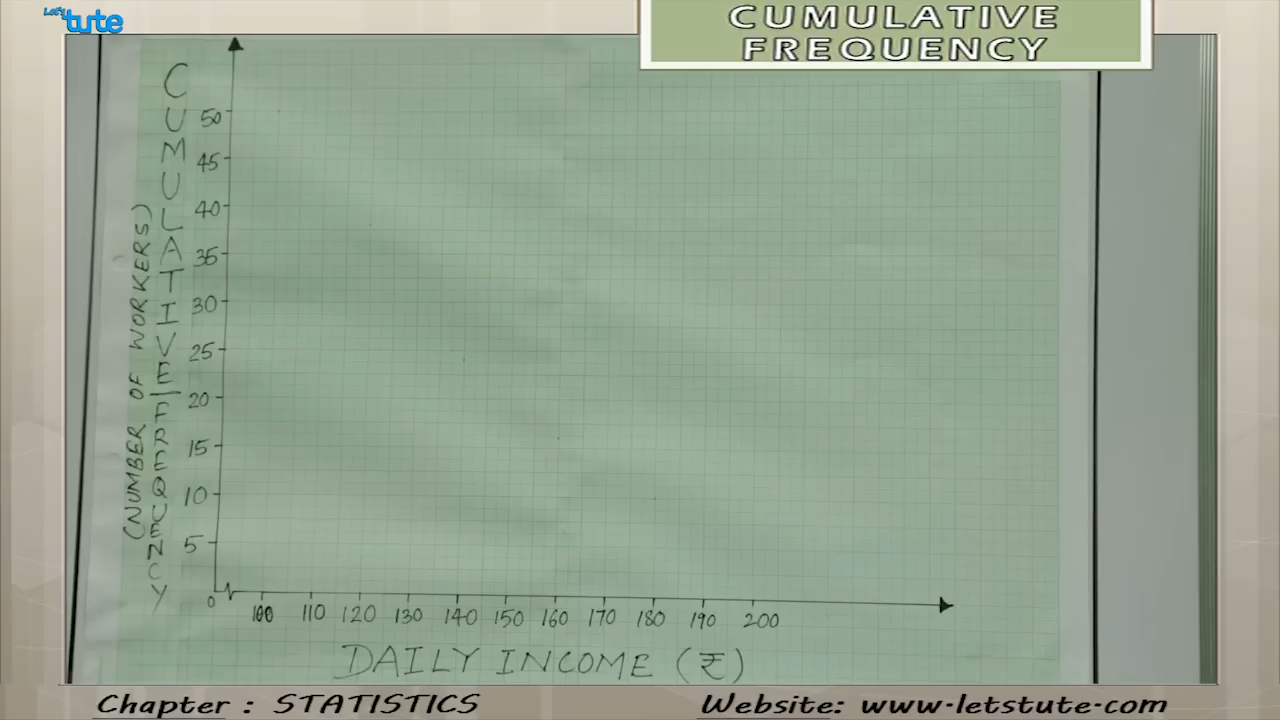 Let's tute
CUMULATIVE
FREQUENCY
CUMULATIVE FREQUENCY
(NUMBER OF WORKERS)
50
45
40
35
30
25
20
15
10
5
0
100 110 120 130 140 150 160 170 180 190 200
DAILY INCOME (₹)
Chapter : STATISTICS
Website: www-letstute-com